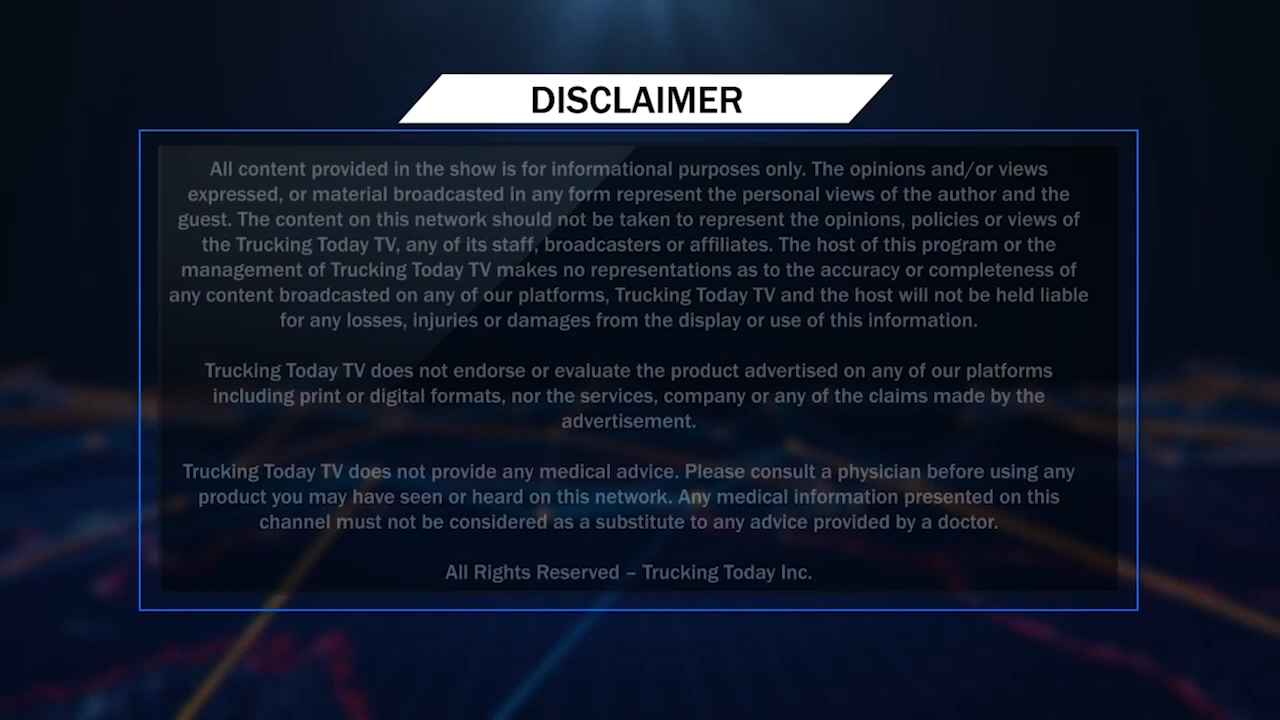 DISCLAIMER
All content provided in the show is for informational purposes only. The opinions and/or views
expressed, or material broadcasted in any form represent the personal views of the author and the
guest. The content on this network should not be taken to represent the opinions, policies or views of
the Trucking Today TV, any of its staff, broadcasters or affiliates. The host of this program or the
management of Trucking Today TV makes no representations as to the accuracy or completeness of
any content broadcasted on any of our platforms, Trucking Today TV and the host will not be held liable
for any losses, injuries or damages from the display or use of this information.
Trucking Today TV does not endorse or evaluate the product advertised on any of our platforms
including print or digital formats, nor the services, company or any of the claims made by the
advertisement.
Trucking Today TV does not provide any medical advice. Please consult a physician before using any
product you may have seen or heard on this network. Any medical information presented on this
channel must not be considered as a substitute to any advice provided by a doctor.
All Rights Reserved – Trucking Today Inc.